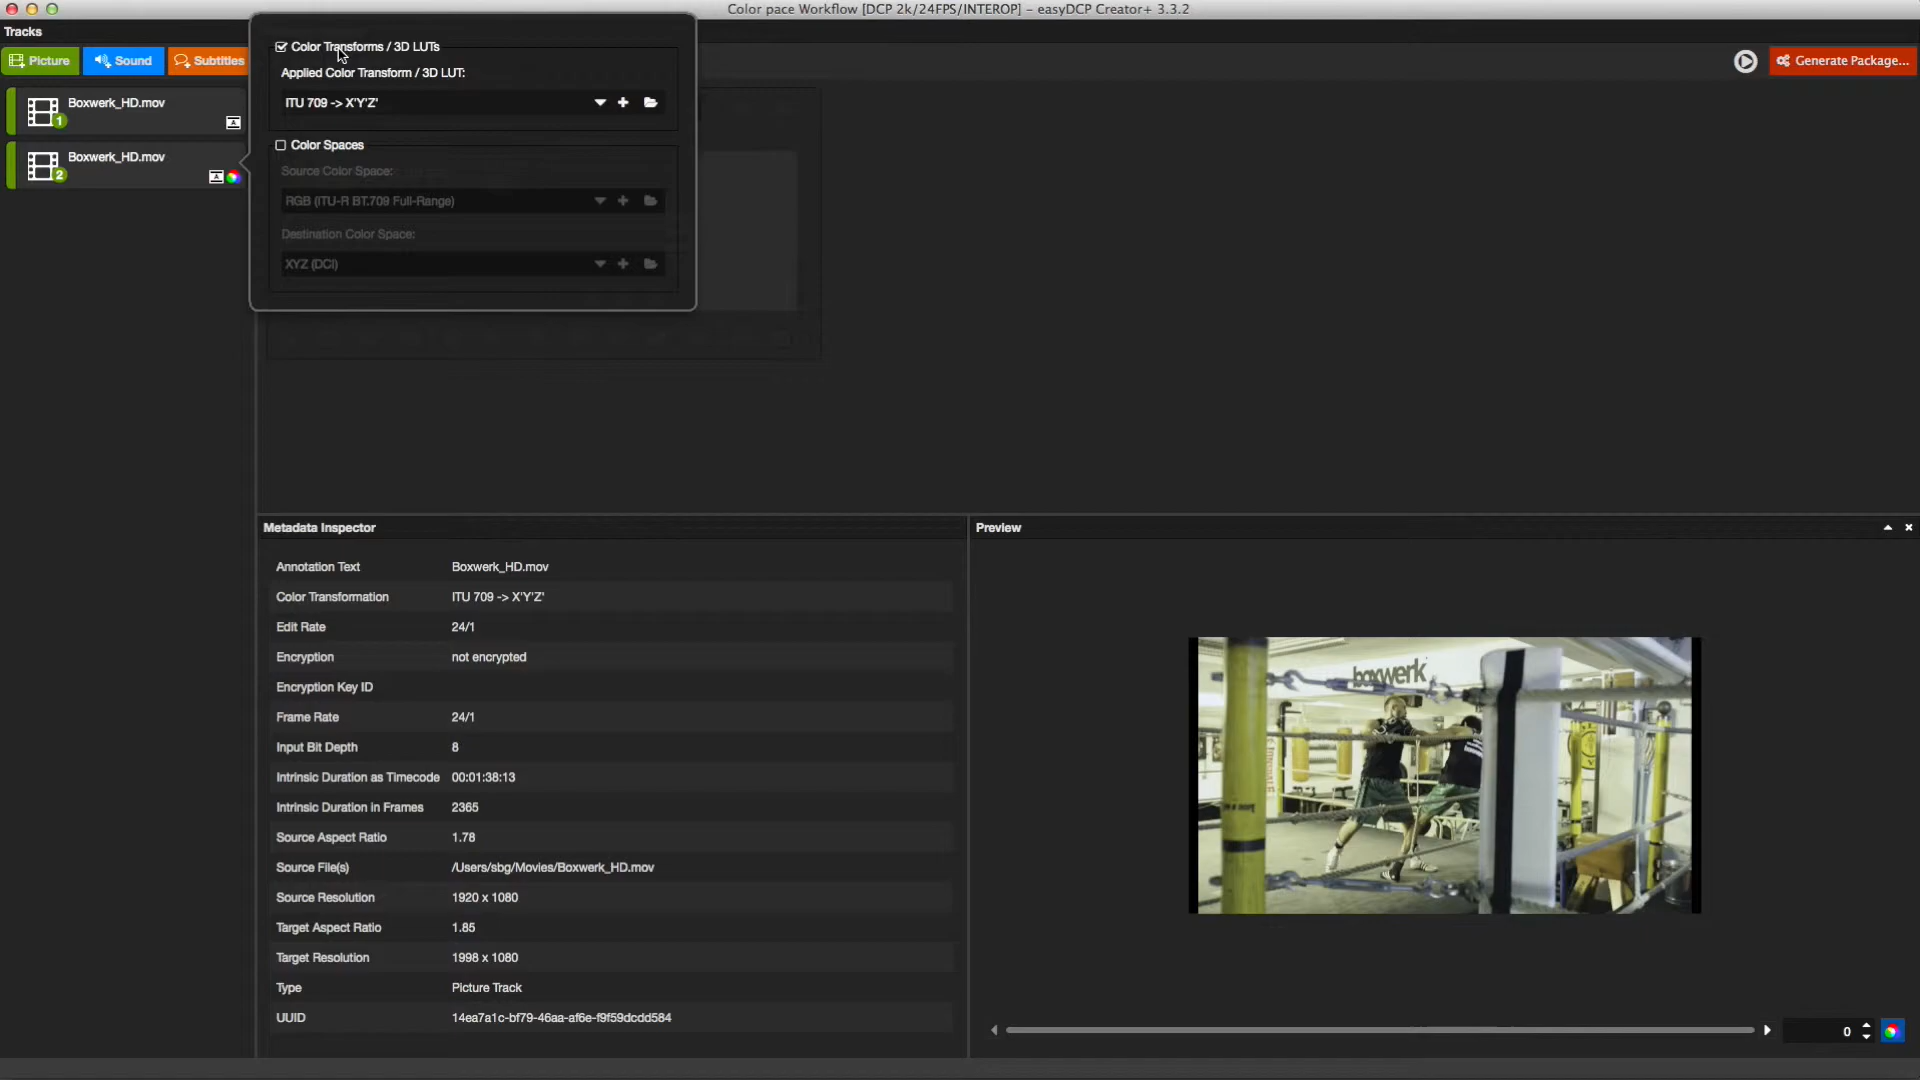 Color pace Workflow [DCP 2k/24FPS/INTEROP] - easyDCP Creator+ 3.3.2
Tracks
Picture
Sound
Subtitles
Generate Package...
Boxwerk_HD.mov
1
Boxwerk_HD.mov
2
Color Transforms / 3D LUTs
Applied Color Transform / 3D LUT:
ITU 709 -> X'Y'Z'
Color Spaces
Source Color Space:
RGB (ITU-R BT.709 Full-Range)
Destination Color Space:
XYZ (DCI)
Metadata Inspector
Annotation Text Boxwerk_HD.mov
Color Transformation ITU 709 -> X'Y'Z'
Edit Rate 24/1
Encryption not encrypted
Encryption Key ID
Frame Rate 24/1
Input Bit Depth 8
Intrinsic Duration as Timecode 00:01:38:13
Intrinsic Duration in Frames 2365
Source Aspect Ratio 1.78
Source File(s) /Users/sbg/Movies/Boxwerk_HD.mov
Source Resolution 1920 x 1080
Target Aspect Ratio 1.85
Target Resolution 1998 x 1080
Type Picture Track
UUID 14ea7a1c-bf79-46aa-af6e-f9f59dcdd584
Preview
boxwerk
0